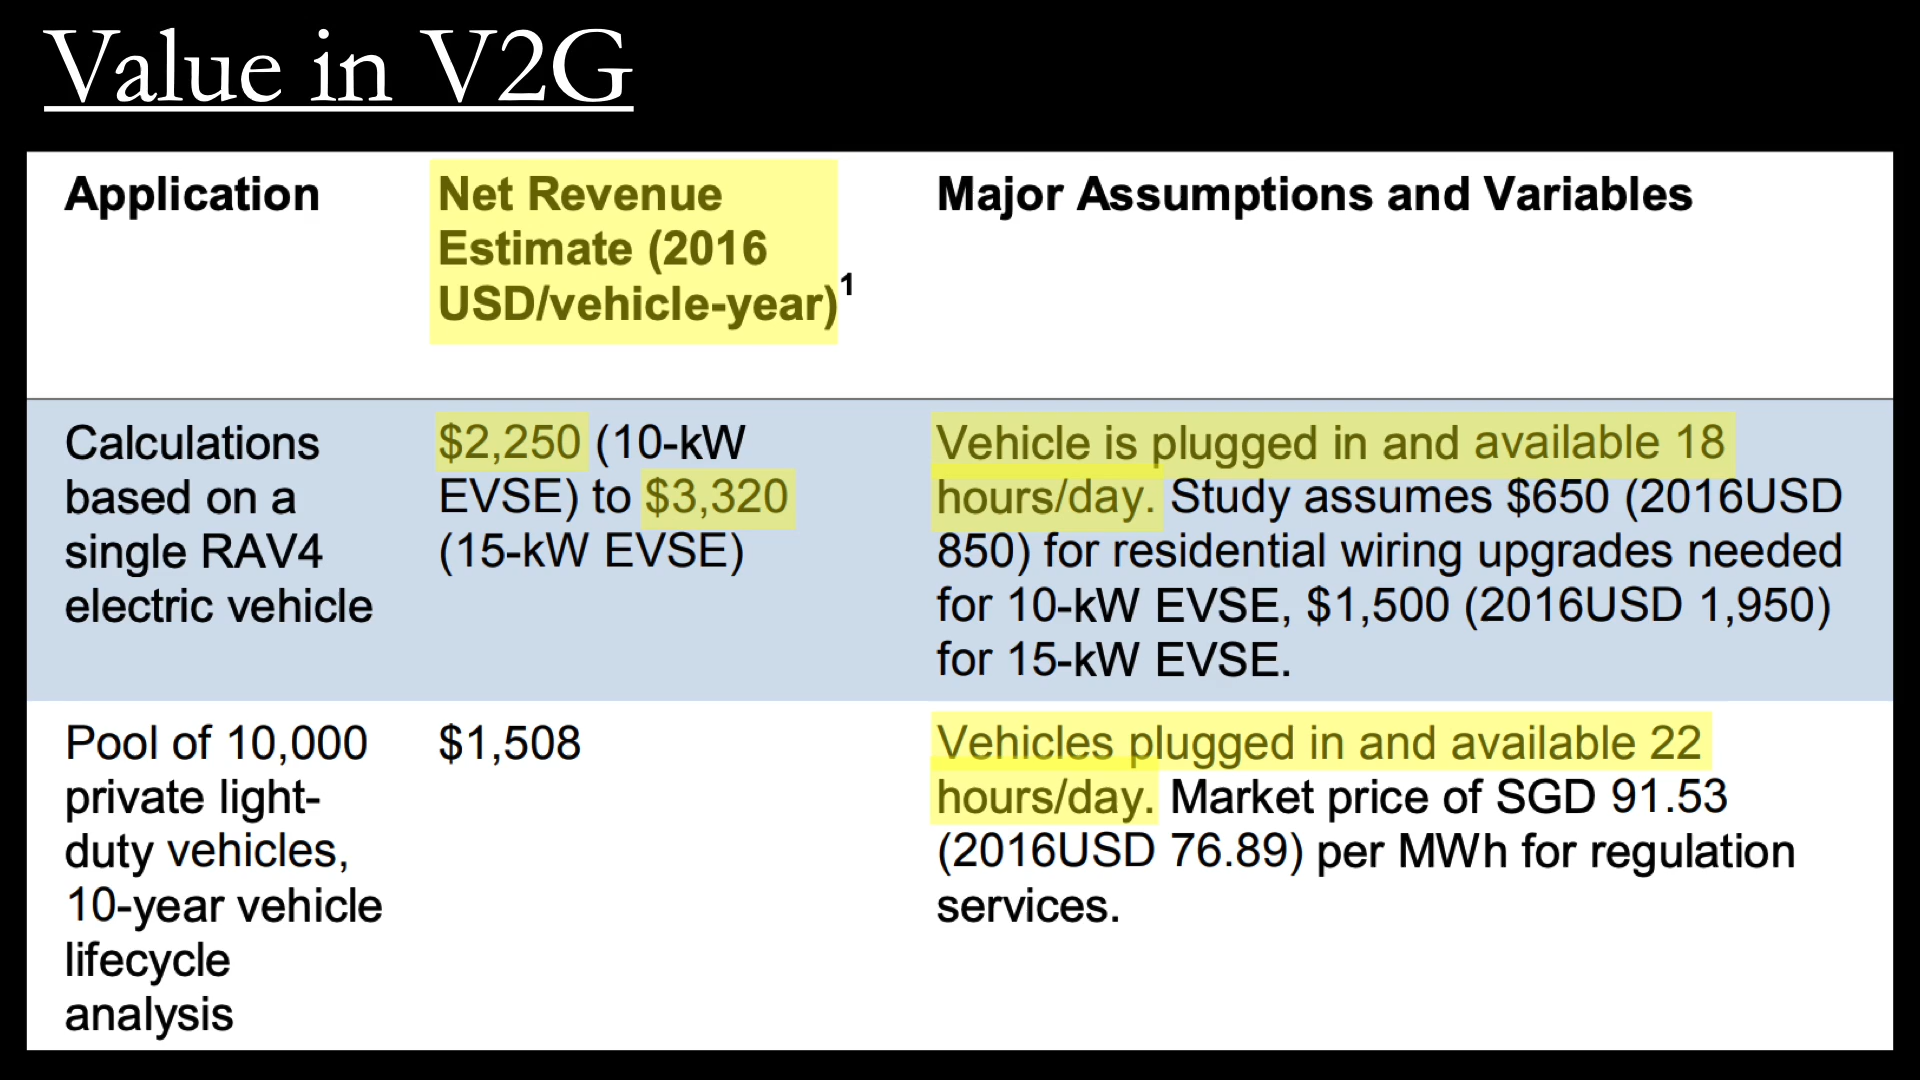 Value in V2G
Application
Net Revenue
Estimate (2016
USD/vehicle-year)1
Major Assumptions and Variables
Calculations
based on a
single RAV4
electric vehicle
$2,250 (10-kW
EVSE) to $3,320
(15-kW EVSE)
Vehicle is plugged in and available 18
hours/day. Study assumes $650 (2016USD
850) for residential wiring upgrades needed
for 10-kW EVSE, $1,500 (2016USD 1,950)
for 15-kW EVSE.
Pool of 10,000
private light-
duty vehicles,
10-year vehicle
lifecycle
analysis
$1,508
Vehicles plugged in and available 22
hours/day. Market price of SGD 91.53
(2016USD 76.89) per MWh for regulation
services.